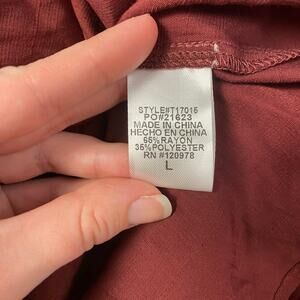 STYLE#T17015
PO#21623
MADE IN CHINA
HECHO EN CHINA
65%RAYON
35%POLYESTER
RN #120978
L